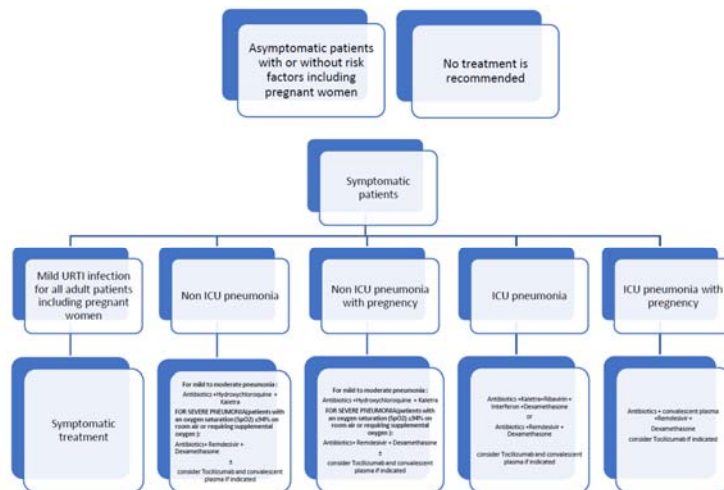 Asymptomatic patients
with or without risk
factors including
pregnant women
No treatment is
recommended
Symptomatic
patients
Mild URTI infection
for all adult patients
including pregnant
women
Non ICU pneumonia
Non ICU pneumonia
with pregnency
ICU pneumonia
ICU pneumonia with
pregnency
Symptomatic
treatment
For mild to moderate pneumonia :
Antibiotics +Hydroxychloroquine +
Kaletra
FOR SEVERE PNEUMONIA(patients with
an oxygen saturation (SpO2) ≤94% on
room air or requiring supplemental
oxygen ):
Antibiotics+ Remdesivir +
Dexamethasone
±
consider Tocilizumab and convalescent
plasma if indicated
For mild to moderate pneumonia :
Antibiotics +Hydroxychloroquine + Kaletra
FOR SEVERE PNEUMONIA(patients with
an oxygen saturation (SpO2) ≤94% on
room air or requiring supplemental
oxygen ):
Antibiotics+ Remdesivir + Dexamethasone
±
consider Tocilizumab and convalescent
plasma if indicated
Antibiotics +Kaletra+Ribavirin +
Interferon +Dexamethasone
or
Antibiotics +Remdesivir +
Dexamethasone
consider Tocilizumab and convalescent
plasma if indicated
Antibiotics + convalescent plasma
+Remdesivir +
Dexamethasone
consider Tocilizumab if indicated